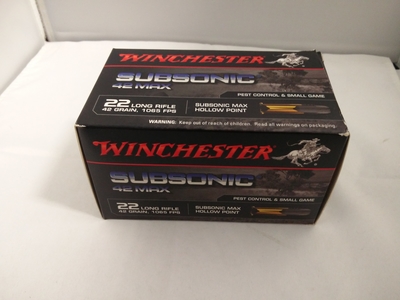 WINCHESTER
SUBSONIC
42 MAX
PEST CONTROL & SMALL GAME
22 LONG RIFLE
42 GRAIN, 1065 FPS
SUBSONIC MAX
HOLLOW POINT
WARNING: Keep out of reach of children. Read all warnings on packaging.
WINCHESTER
SUBSONIC
42 MAX
PEST CONTROL & SMALL GAME
22 LONG RIFLE
42 GRAIN, 1065 FPS
SUBSONIC MAX
HOLLOW POINT